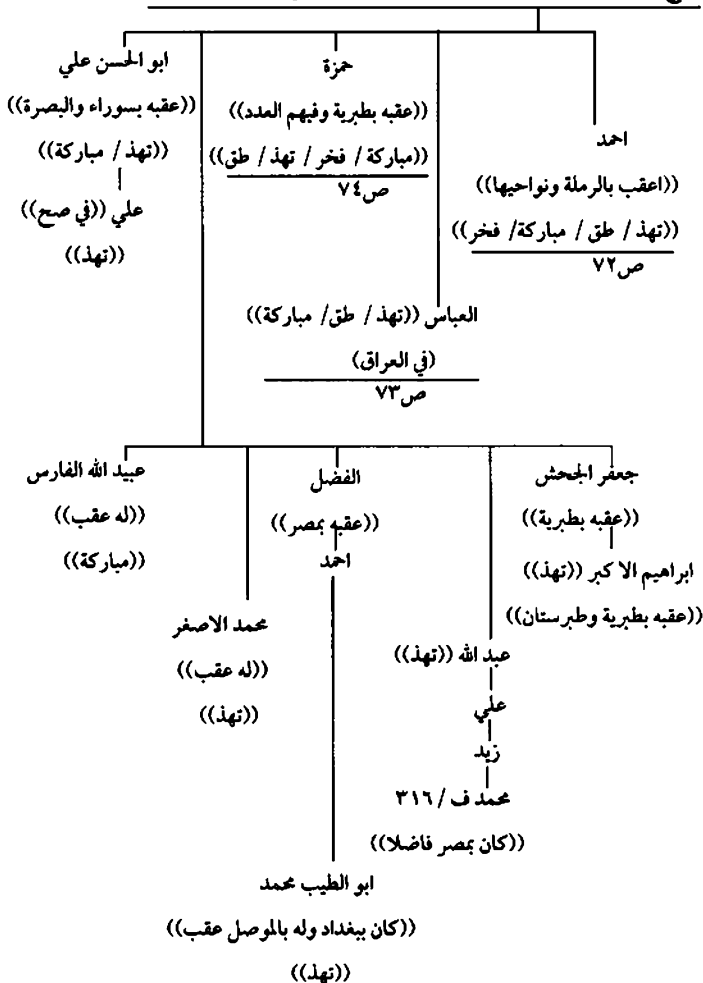 احمد
((اعقب بالرملة ونواحيها))
((تهذ / طق / مباركة/ فخر))
ص٧٢
حمزة
((عقبه بطبرية وفيهم العدد))
((مباركة / فخر / تهذ / طق))
ص٧٤
ابو الحسن علي
((عقبه بسوراء والبصرة))
((تهذ / مباركة))
علي ((في صح))
((تهذ))
العباس ((تهذ / طق/ مباركة))
(في العراق)
ص٧٣
جعفر الجحش
((عقبه بطبرية))
ابراهيم الاكبر ((تهذ))
((عقبه بطبرية وطبرستان))
عبد الله ((تهذ))
علي
زيد
محمد ف / ٣١٦
((كان بمصر فاضلا))
الفضل
((عقبه بمصر))
احمد
ابو الطيب محمد
((كان ببغداد وله بالموصل عقب))
((تهذ))
محمد الاصغر
((له عقب))
((تهذ))
عبيد الله الفارس
((له عقب))
((مباركة))